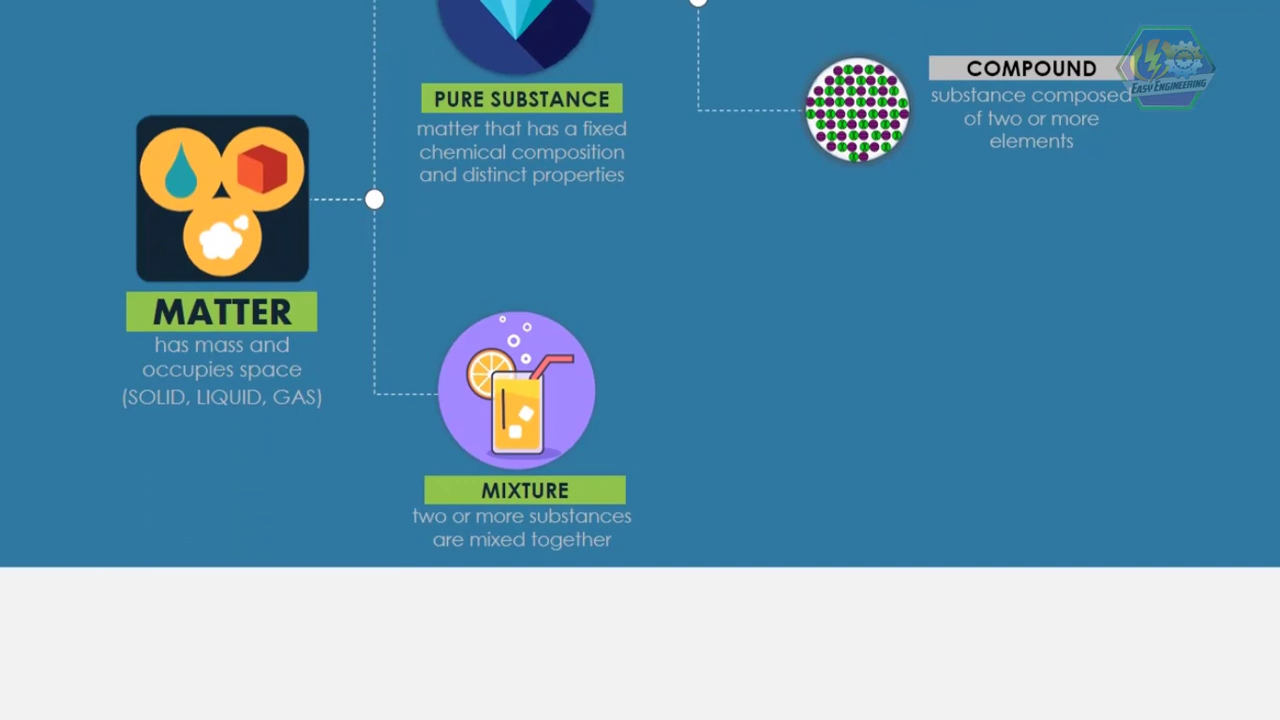 PURE SUBSTANCE
matter that has a fixed
chemical composition
and distinct properties
COMPOUND
substance composed
of two or more
elements
EASY ENGINEERING
MATTER
has mass and
occupies space
(SOLID, LIQUID, GAS)
MIXTURE
two or more substances
are mixed together